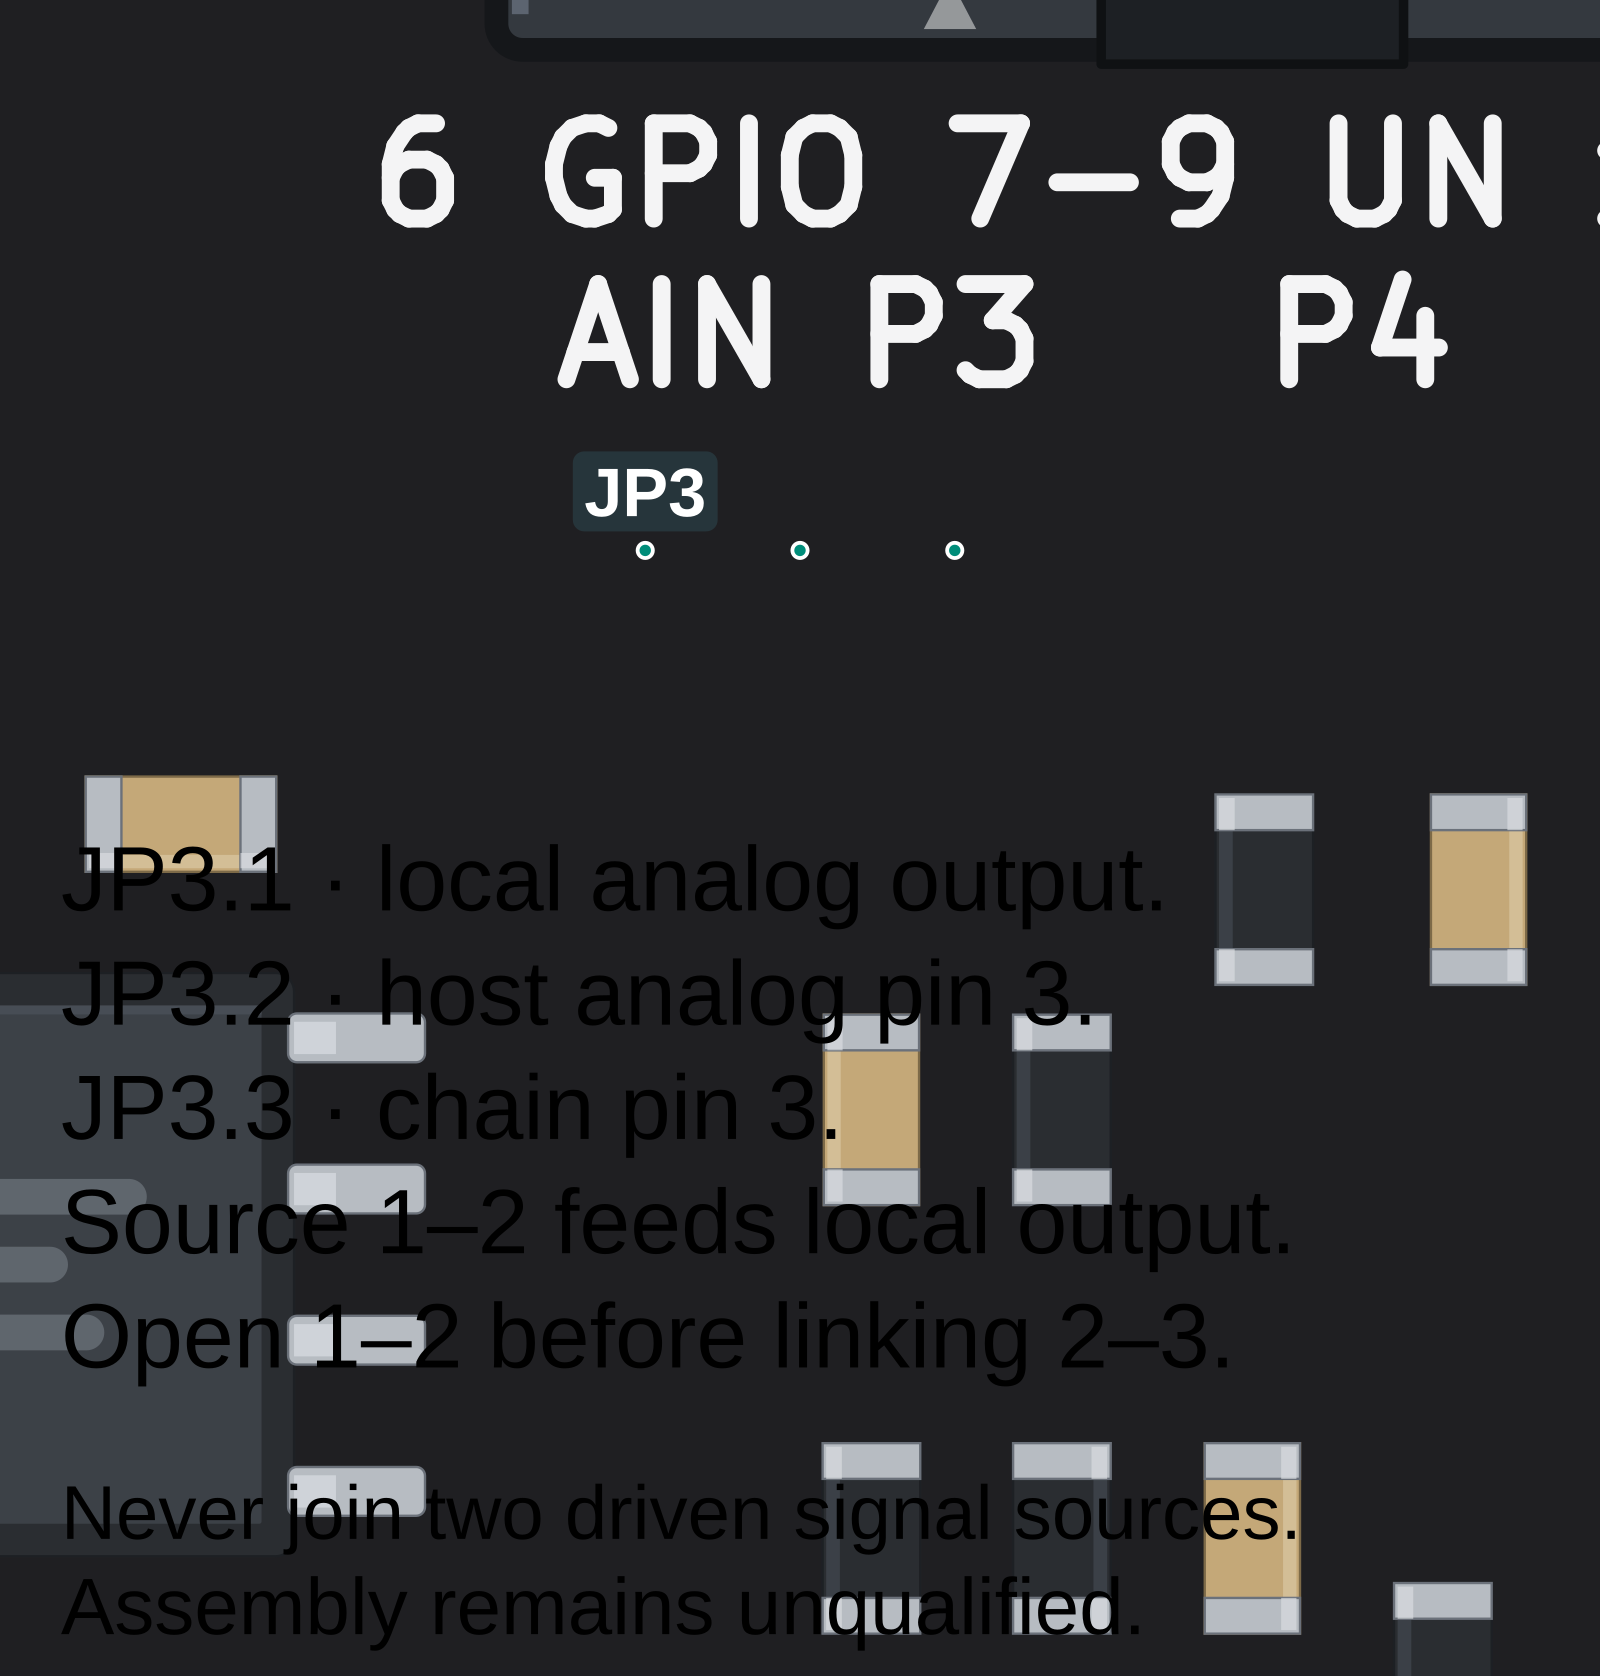 6 GPIO 7–9 UN
AIN P3 P4
JP3
JP3.1 · local analog output.
JP3.2 · host analog pin 3.
JP3.3 · chain pin 3.
Source 1–2 feeds local output.
Open 1–2 before linking 2–3.
Never join two driven signal sources.
Assembly remains unqualified.